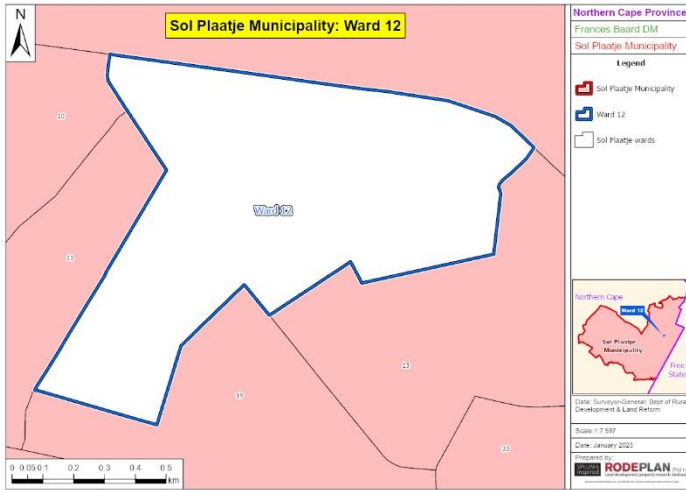 N
Sol Plaatje Municipality: Ward 12
10
11
Ward 12
13
19
33
0 0.05 0.1 0.2 0.3 0.4 0.5
km
Northern Cape Province
Frances Baard DM
Sol Plaatje Municipality
Legend
Sol Plaatje Municipality
Ward 12
Sol Plaatje wards
Northern Cape
Ward 12
Sol Plaatje
Municipality
Free
State
Data: Surveyor-General; Dept of Rural
Development & Land Reform
Scale: 1:7 597
Date: January 2023
Prepared by:
SPLUMA
Inspired
RODEPLAN